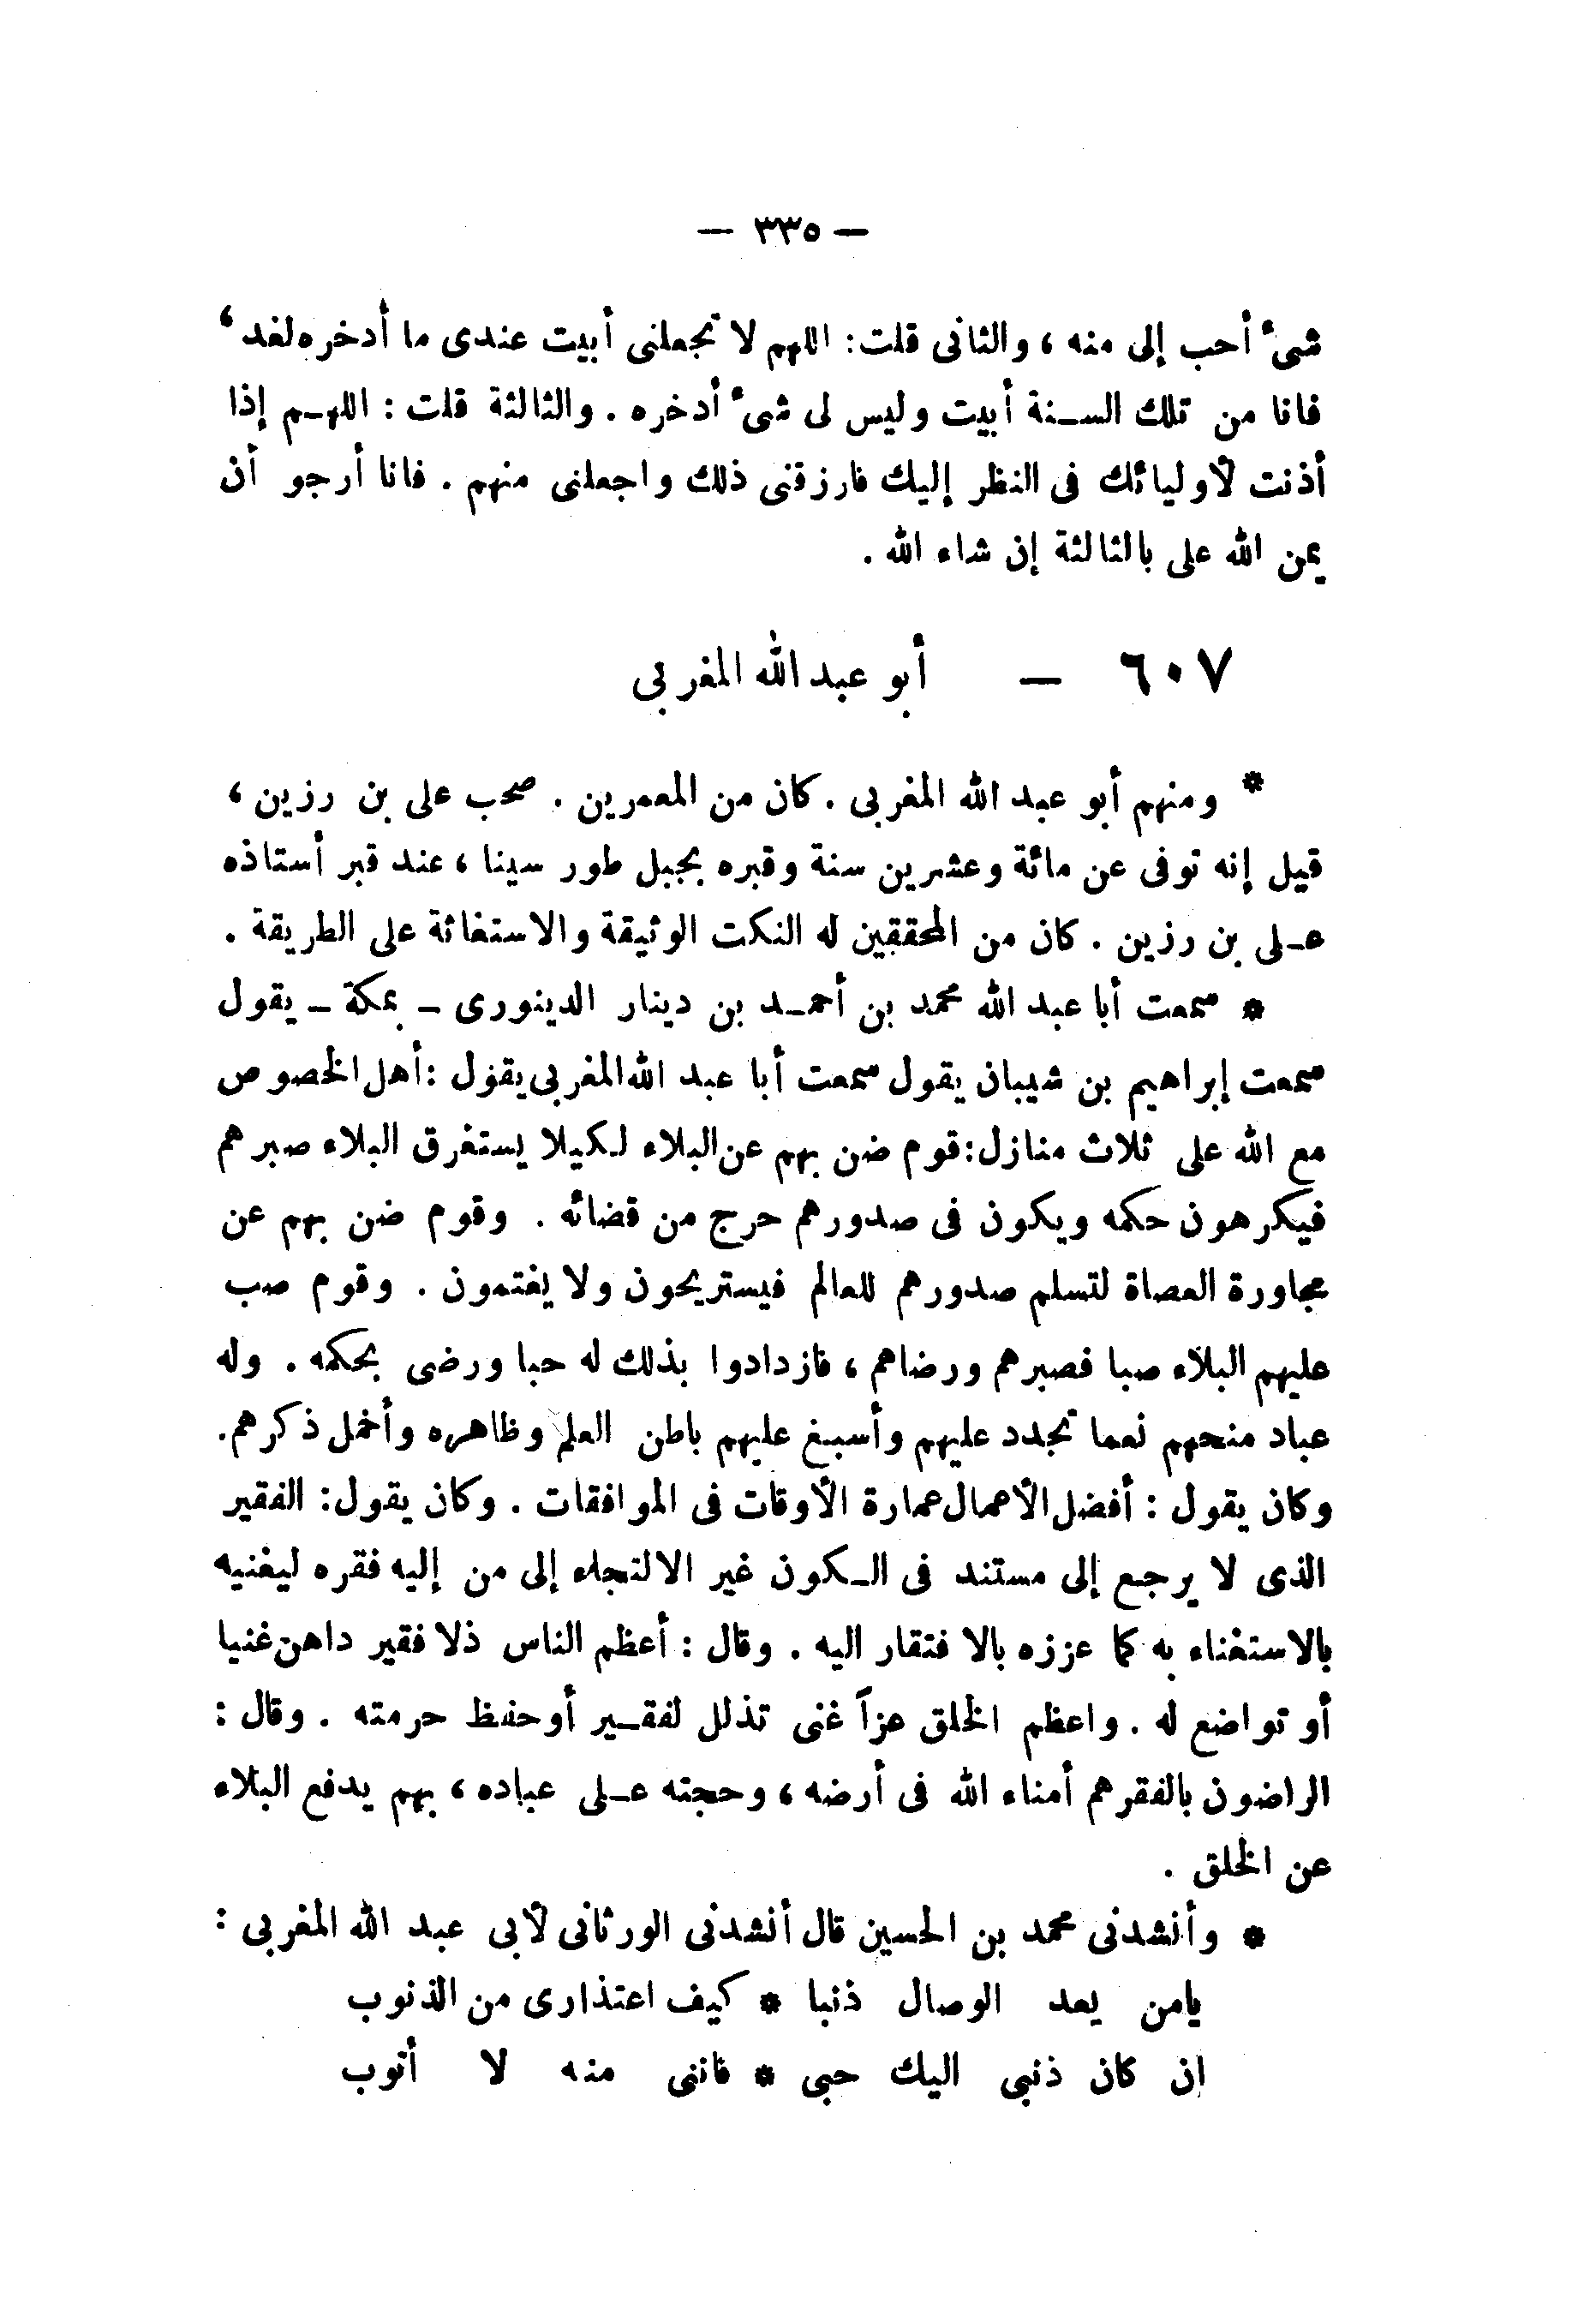 — ٣٣٥ —
شىء أحب إلى منه ، والثانى قلت: اللهم لا تجعلنى أبيت عندى ما أدخره لغد ،
فانا من تلك السـنة أبيت وليس لى شىء أدخره . والثالثة قلت : اللهـم إذا
أذنت لأوليائك فى النظر إليك فارزقنى ذلك واجعلنى منهم . فانا أرجو أن
يمن الله على بالثالثة إن شاء الله .
٦٠٧ — أبو عبد الله المغربى
* ومنهم أبو عبد الله المغربى . كان من المعمرين . صحب على بن رزين ،
قيل إنه توفى عن مائة وعشرين سنة وقبره بجبل طور سينا ، عند قبر أستاذه
عـلى بن رزين . كان من المحققين له النكت الوثيقة والاستغاثة على الطريقة .
* سمعت أبا عبد الله محمد بن أحمـد بن دينار الدينورى ـ بمكة ـ يقول
سمعت إبراهيم بن شيبان يقول سمعت أبا عبد الله المغربى يقول : أهل الخصوص
مع الله على ثلاث منازل : قوم ضن بهم عن البلاء لكيلا يستغرق البلاء صبرهم
فيكرهون حكمه ويكون فى صدورهم حرج من قضائه . وقوم ضن بهم عن
مجاورة العصاة لتسلم صدورهم للعالم فيستريحون ولا يغتمون . وقوم صب
عليهم البلاء صبا فصبرهم ورضاهم ، فازدادوا بذلك له حبا ورضى بحكمه . وله
عباد منحهم نعما تجدد عليهم وأسبغ عليهم باطن العلم وظاهره وأخمل ذكرهم.
وكان يقول : أفضل الأعمال عمارة الأوقات فى الموافقات . وكان يقول: الفقير
الذى لا يرجع إلى مستند فى الـكون غير الالتجاء إلى من إليه فقره ليغنيه
بالاستغناء به كما عززه بالافتقار اليه . وقال : أعظم الناس ذلا فقير داهن غنيا
أو تواضع له . واعظم الخلق عزاً غنى تذلل لفقـير أو حفظ حرمته . وقال :
الراضون بالفقر هم أمناء الله فى أرضه ، وحجته عـلى عباده ، بهم يدفع البلاء
عن الخلق .
* وأنشدنى محمد بن الحسين قال أنشدنى الورثانى لأبى عبد الله المغربى :
يامن يعد الوصال ذنبا * كيف اعتذارى من الذنوب
إن كان ذنبى اليك حبى * فاننى منه لا أتوب